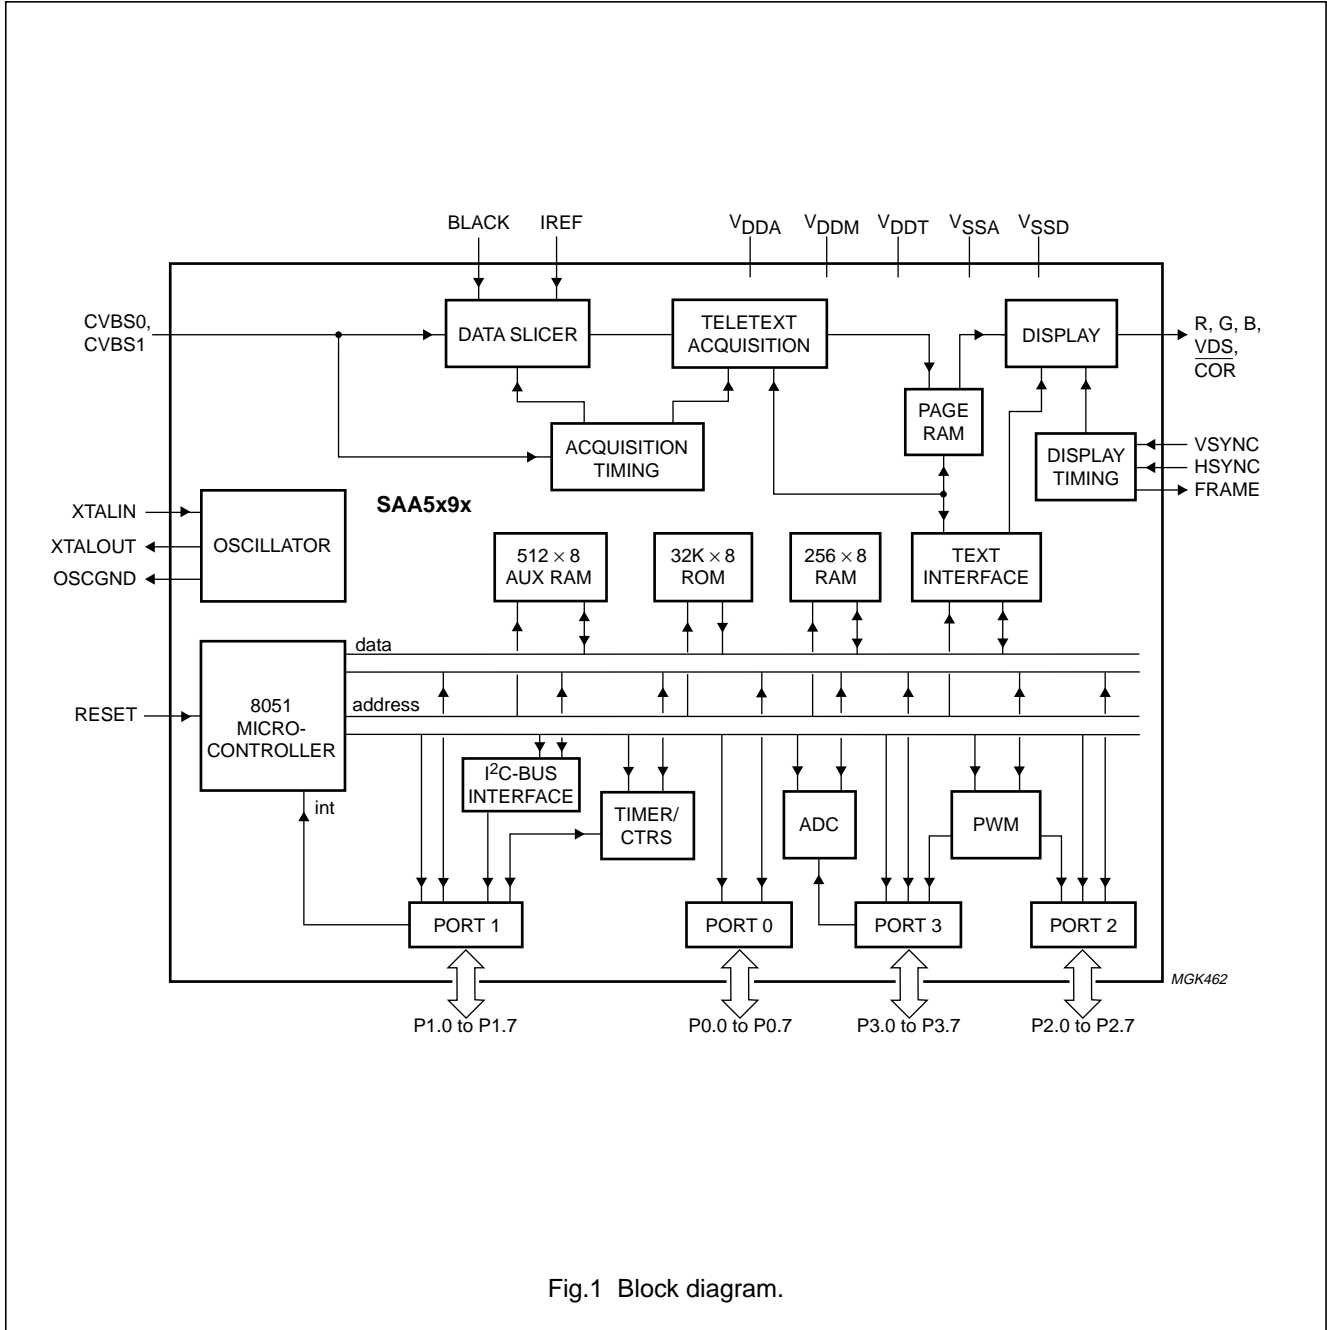 BLACK IREF VDDA VDDM VDDT VSSA VSSD
CVBS0,
CVBS1
DATA SLICER
TELETEXT
ACQUISITION
DISPLAY
R, G, B,
VDS,
COR
PAGE
RAM
ACQUISITION
TIMING
DISPLAY
TIMING
VSYNC
HSYNC
FRAME
SAA5x9x
XTALIN
XTALOUT
OSCGND
OSCILLATOR
512 × 8
AUX RAM
32K × 8
ROM
256 × 8
RAM
TEXT
INTERFACE
data
address
RESET
8051
MICRO-
CONTROLLER
int
I²C-BUS
INTERFACE
TIMER/
CTRS
ADC
PWM
PORT 1
PORT 0
PORT 3
PORT 2
MGK462
P1.0 to P1.7
P0.0 to P0.7
P3.0 to P3.7
P2.0 to P2.7
Fig.1 Block diagram.